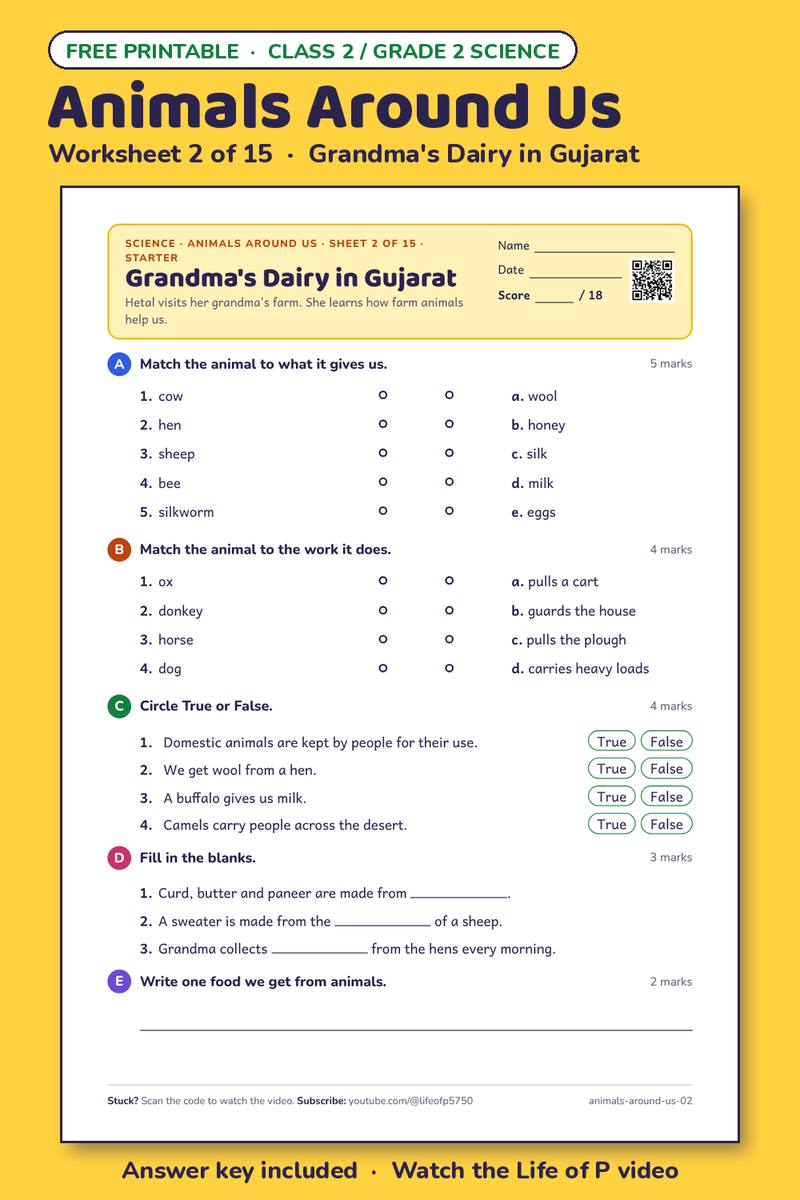 FREE PRINTABLE · CLASS 2 / GRADE 2 SCIENCE
Animals Around Us
Worksheet 2 of 15 · Grandma's Dairy in Gujarat
SCIENCE · ANIMALS AROUND US · SHEET 2 OF 15 ·
STARTER
Grandma's Dairy in Gujarat
Hetal visits her grandma's farm. She learns how farm animals
help us.
Name
Date
Score / 18
A Match the animal to what it gives us. 5 marks
1. cow a. wool
2. hen b. honey
3. sheep c. silk
4. bee d. milk
5. silkworm e. eggs
B Match the animal to the work it does. 4 marks
1. ox a. pulls a cart
2. donkey b. guards the house
3. horse c. pulls the plough
4. dog d. carries heavy loads
C Circle True or False. 4 marks
1. Domestic animals are kept by people for their use. True False
2. We get wool from a hen. True False
3. A buffalo gives us milk. True False
4. Camels carry people across the desert. True False
D Fill in the blanks. 3 marks
1. Curd, butter and paneer are made from ____________.
2. A sweater is made from the ____________ of a sheep.
3. Grandma collects ____________ from the hens every morning.
E Write one food we get from animals. 2 marks
Stuck? Scan the code to watch the video. Subscribe: youtube.com/@lifeofp5750 animals-around-us-02
Answer key included · Watch the Life of P video